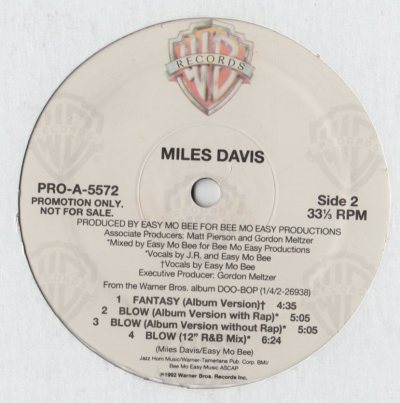 WB
RECORDS
MILES DAVIS
PRO-A-5572
PROMOTION ONLY.
NOT FOR SALE.
Side 2
33⅓ RPM
PRODUCED BY EASY MO BEE FOR BEE MO EASY PRODUCTIONS
Associate Producers: Matt Pierson and Gordon Meltzer
*Mixed by Easy Mo Bee for Bee Mo Easy Productions
*Vocals by J.R. and Easy Mo Bee
†Vocals by Easy Mo Bee
Executive Producer: Gordon Meltzer
From the Warner Bros. album DOO-BOP (1/4/2-26938)
1 FANTASY (Album Version)† 4:35
2 BLOW (Album Version with Rap)* 5:05
3 BLOW (Album Version without Rap)* 5:05
4 BLOW (12" R&B Mix)* 6:24
(Miles Davis/Easy Mo Bee)
Jazz Horn Music/Warner-Tamerlane Pub. Corp. BMI/
Bee Mo Easy Music ASCAP
℗1992 Warner Bros. Records Inc.